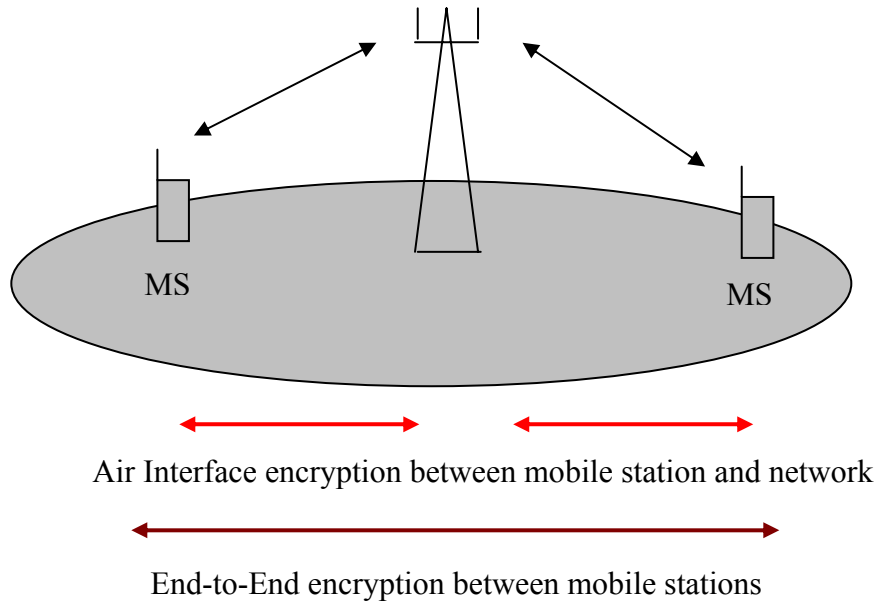 MS
MS
Air Interface encryption between mobile station and network
End-to-End encryption between mobile stations